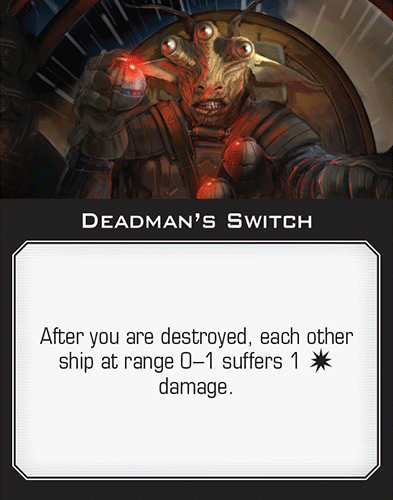 DEADMAN'S SWITCH
After you are destroyed, each other
ship at range 0–1 suffers 1
damage.